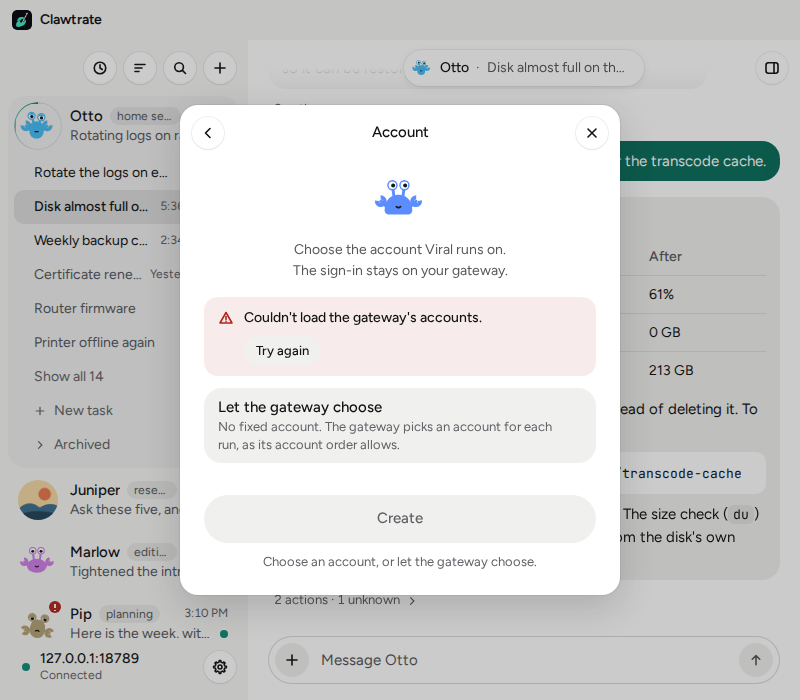 Clawtrate
Otto · Disk almost full on th...
Otto home se...
Rotating logs on r
Rotate the logs on e...
Disk almost full o... 5:36
Weekly backup c... 2:34
Certificate rene... Yeste
Router firmware
Printer offline again
Show all 14
+ New task
Archived
Juniper rese...
Ask these five, an
Marlow editi...
Tightened the intr
Pip planning 3:10 PM
Here is the week. wit...
127.0.0.1:18789
Connected
Account
Choose the account Viral runs on.
The sign-in stays on your gateway.
Couldn't load the gateway's accounts.
Try again
Let the gateway choose
No fixed account. The gateway picks an account for each
run, as its account order allows.
Create
Choose an account, or let the gateway choose.
the transcode cache.
After
61%
0 GB
213 GB
ead of deleting it. To
/transcode-cache
The size check ( du )
om the disk's own
2 actions · 1 unknown
Message Otto